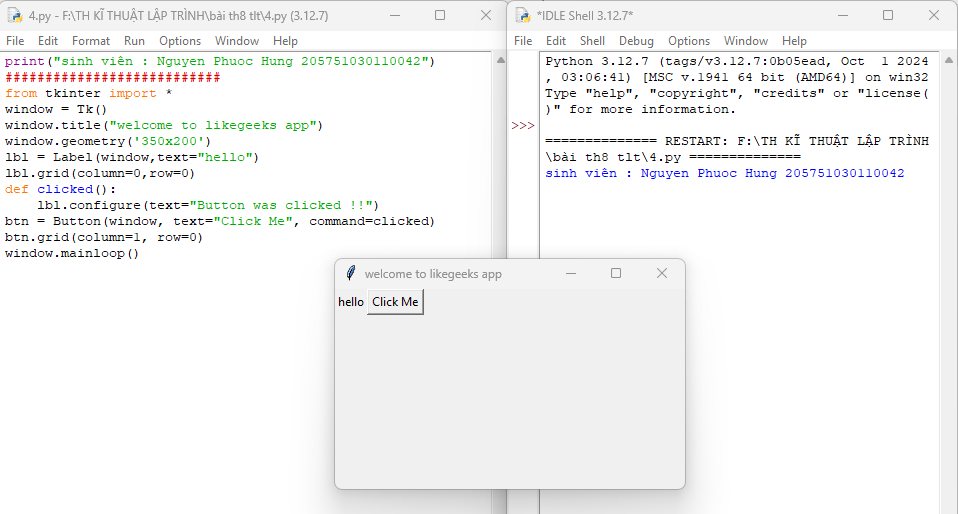 4.py - F:\TH KĨ THUẬT LẬP TRÌNH\bài th8 tlt\4.py (3.12.7)
File Edit Format Run Options Window Help
print("sinh viên : Nguyen Phuoc Hung 205751030110042")
###########################
from tkinter import *
window = Tk()
window.title("welcome to likegeeks app")
window.geometry('350x200')
lbl = Label(window,text="hello")
lbl.grid(column=0,row=0)
def clicked():
    lbl.configure(text="Button was clicked !!")
btn = Button(window, text="Click Me", command=clicked)
btn.grid(column=1, row=0)
window.mainloop()
*IDLE Shell 3.12.7*
File Edit Shell Debug Options Window Help
Python 3.12.7 (tags/v3.12.7:0b05ead, Oct  1 2024
, 03:06:41) [MSC v.1941 64 bit (AMD64)] on win32
Type "help", "copyright", "credits" or "license(
)" for more information.
>>>
============== RESTART: F:\TH KĨ THUẬT LẬP TRÌNH
\bài th8 tlt\4.py ==============
sinh viên : Nguyen Phuoc Hung 205751030110042
welcome to likegeeks app
hello Click Me